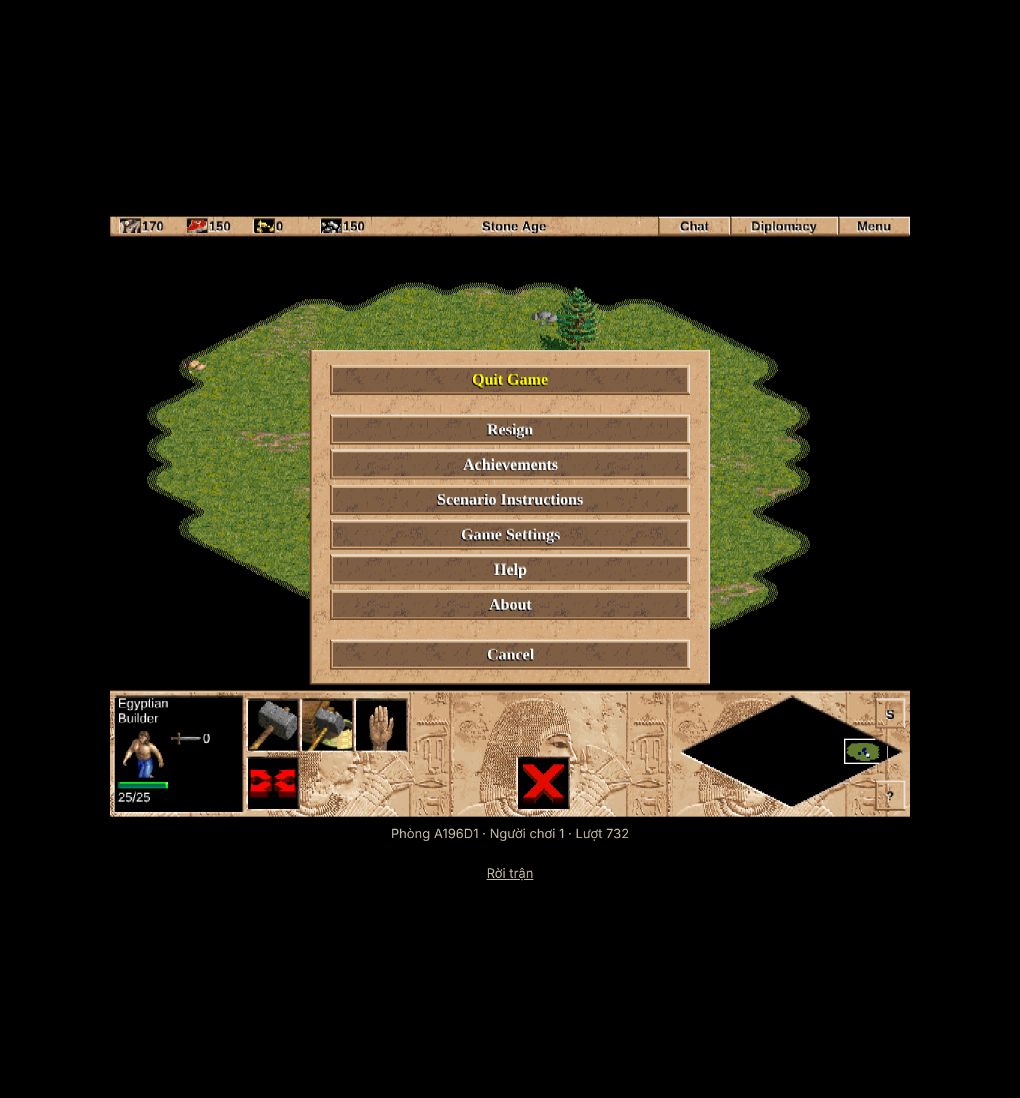 170 150 0 150 Stone Age Chat Diplomacy Menu
Quit Game
Resign
Achievements
Scenario Instructions
Game Settings
Help
About
Cancel
Egyptian
Builder
0
25/25
S
?
Phòng A196D1 · Người chơi 1 · Lượt 732
Rời trận